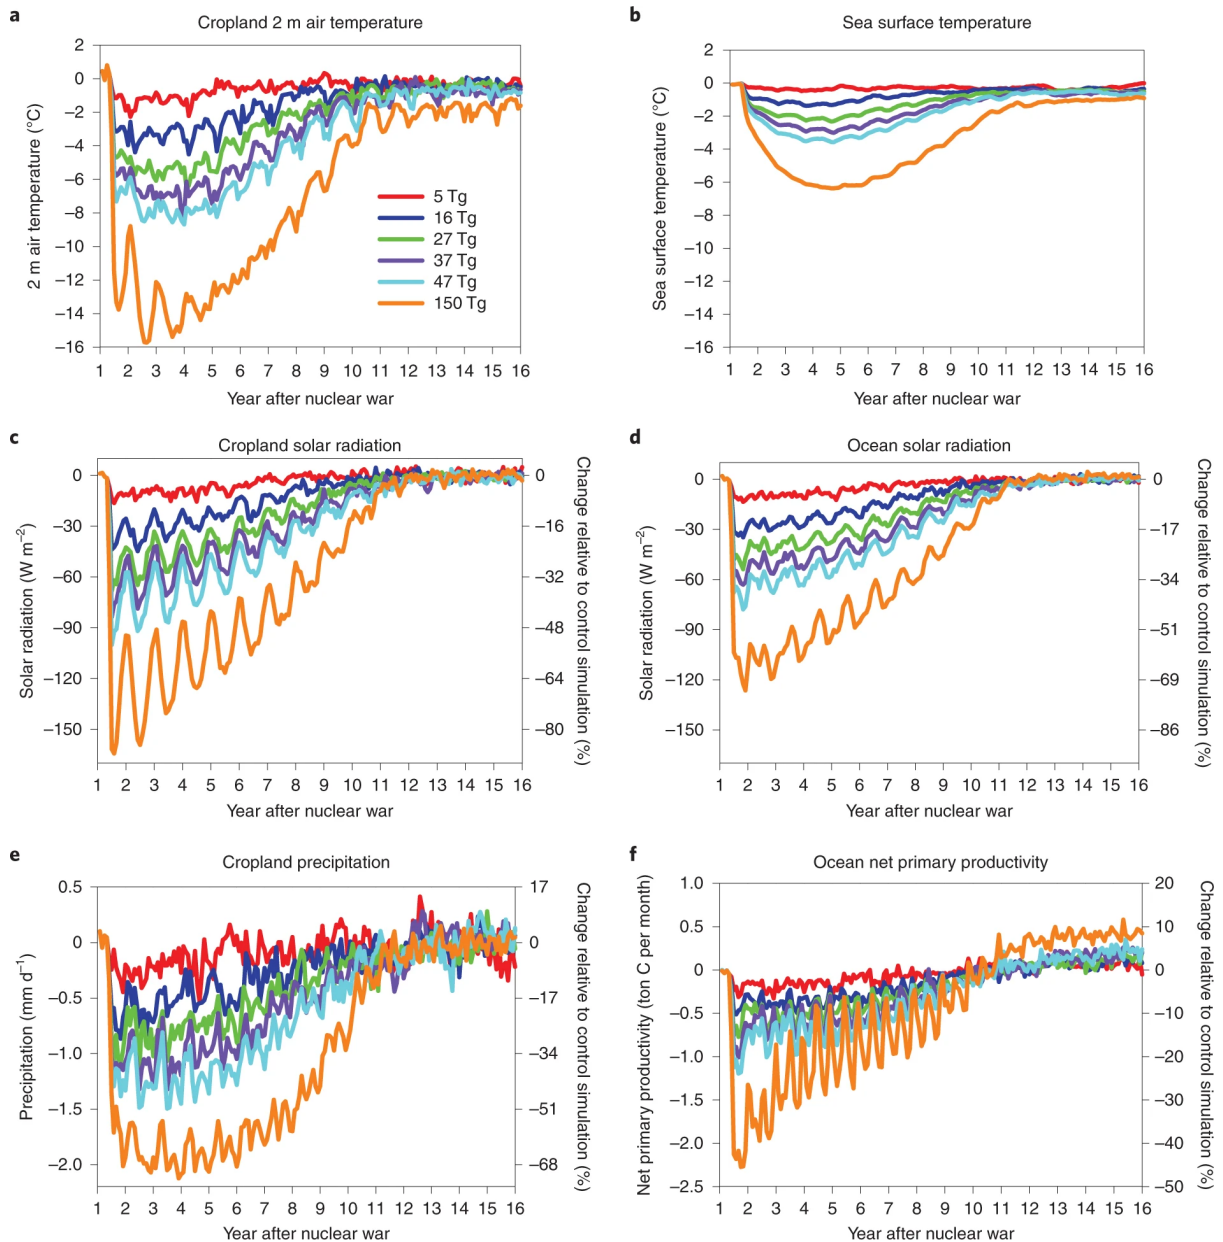 a
Cropland 2 m air temperature
2
0
−2
−4
−6
−8
−10
−12
−14
−16
2 m air temperature (°C)
5 Tg
16 Tg
27 Tg
37 Tg
47 Tg
150 Tg
1 2 3 4 5 6 7 8 9 10 11 12 13 14 15 16
Year after nuclear war
b
Sea surface temperature
2
0
−2
−4
−6
−8
−10
−12
−14
−16
Sea surface temperature (°C)
1 2 3 4 5 6 7 8 9 10 11 12 13 14 15 16
Year after nuclear war
c
Cropland solar radiation
0
−30
−60
−90
−120
−150
Solar radiation (W m−2)
0
−16
−32
−48
−64
−80
Change relative to control simulation (%)
1 2 3 4 5 6 7 8 9 10 11 12 13 14 15 16
Year after nuclear war
d
Ocean solar radiation
0
−30
−60
−90
−120
−150
Solar radiation (W m−2)
0
−17
−34
−51
−69
−86
Change relative to control simulation (%)
1 2 3 4 5 6 7 8 9 10 11 12 13 14 15 16
Year after nuclear war
e
Cropland precipitation
0.5
0
−0.5
−1.0
−1.5
−2.0
Precipitation (mm d−1)
17
0
−17
−34
−51
−68
Change relative to control simulation (%)
1 2 3 4 5 6 7 8 9 10 11 12 13 14 15 16
Year after nuclear war
f
Ocean net primary productivity
1.0
0.5
0
−0.5
−1.0
−1.5
−2.0
−2.5
Net primary productivity (ton C per month)
20
10
0
−10
−20
−30
−40
−50
Change relative to control simulation (%)
1 2 3 4 5 6 7 8 9 10 11 12 13 14 15 16
Year after nuclear war